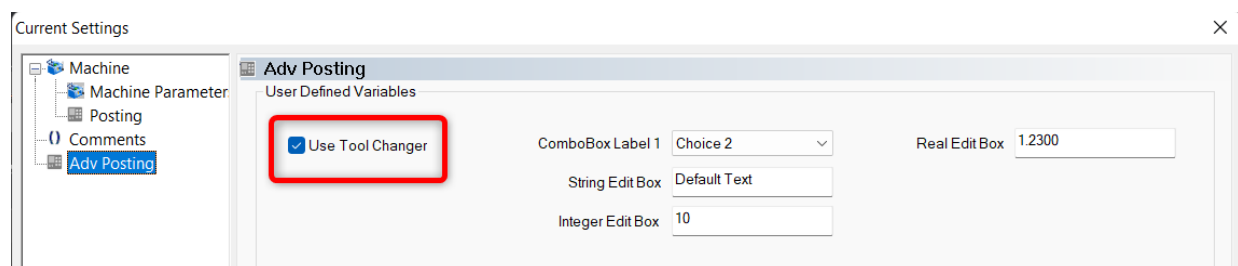 Current Settings
Machine
Machine Parameter
Posting
Comments
Adv Posting
Adv Posting
User Defined Variables
Use Tool Changer
ComboBox Label 1 Choice 2
Real Edit Box 1.2300
String Edit Box Default Text
Integer Edit Box 10